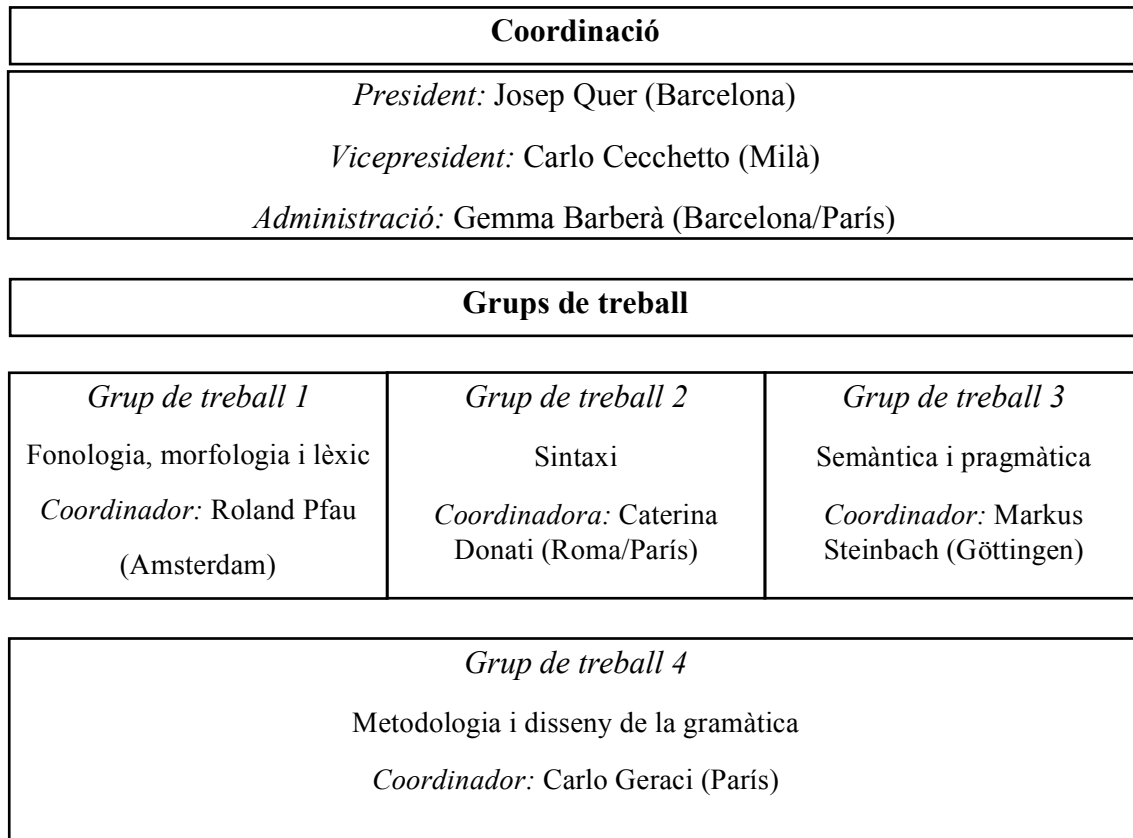 Coordinació
President: Josep Quer (Barcelona)
Vicepresident: Carlo Cecchetto (Milà)
Administració: Gemma Barberà (Barcelona/París)
Grups de treball
Grup de treball 1
Fonologia, morfologia i lèxic
Coordinador: Roland Pfau
(Amsterdam)
Grup de treball 2
Sintaxi
Coordinadora: Caterina
Donati (Roma/París)
Grup de treball 3
Semàntica i pragmàtica
Coordinador: Markus
Steinbach (Göttingen)
Grup de treball 4
Metodologia i disseny de la gramàtica
Coordinador: Carlo Geraci (París)